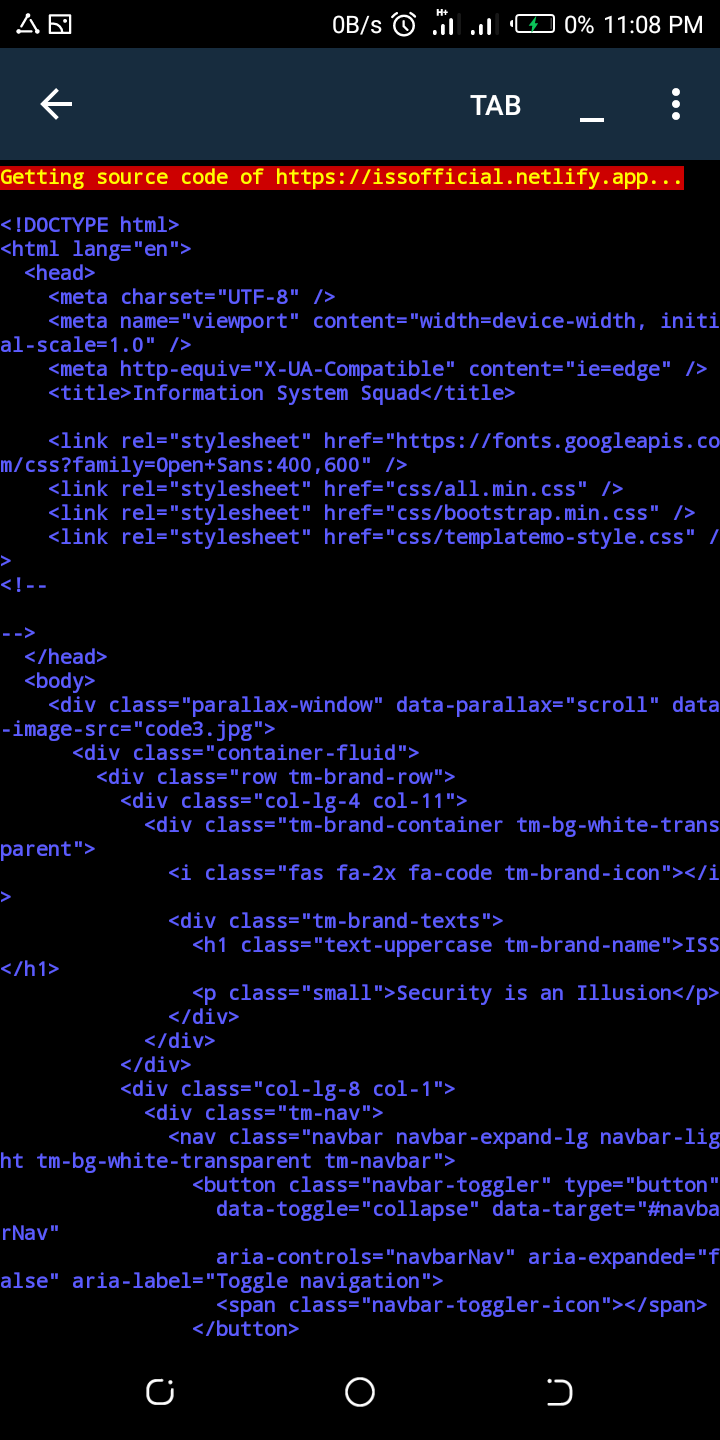 0B/s H+ 0% 11:08 PM
TAB _
Getting source code of https://issofficial.netlify.app...
<!DOCTYPE html>
<html lang="en">
  <head>
    <meta charset="UTF-8" />
    <meta name="viewport" content="width=device-width, initi
al-scale=1.0" />
    <meta http-equiv="X-UA-Compatible" content="ie=edge" />
    <title>Information System Squad</title>
    <link rel="stylesheet" href="https://fonts.googleapis.co
m/css?family=Open+Sans:400,600" />
    <link rel="stylesheet" href="css/all.min.css" />
    <link rel="stylesheet" href="css/bootstrap.min.css" />
    <link rel="stylesheet" href="css/templatemo-style.css" /
>
<!--
-->
  </head>
  <body>
    <div class="parallax-window" data-parallax="scroll" data
-image-src="code3.jpg">
      <div class="container-fluid">
        <div class="row tm-brand-row">
          <div class="col-lg-4 col-11">
            <div class="tm-brand-container tm-bg-white-trans
parent">
              <i class="fas fa-2x fa-code tm-brand-icon"></i
>
              <div class="tm-brand-texts">
                <h1 class="text-uppercase tm-brand-name">ISS
</h1>
                <p class="small">Security is an Illusion</p>
              </div>
            </div>
          </div>
          <div class="col-lg-8 col-1">
            <div class="tm-nav">
              <nav class="navbar navbar-expand-lg navbar-lig
ht tm-bg-white-transparent tm-navbar">
                <button class="navbar-toggler" type="button"
                  data-toggle="collapse" data-target="#navba
rNav"
                  aria-controls="navbarNav" aria-expanded="f
alse" aria-label="Toggle navigation">
                  <span class="navbar-toggler-icon"></span>
                </button>